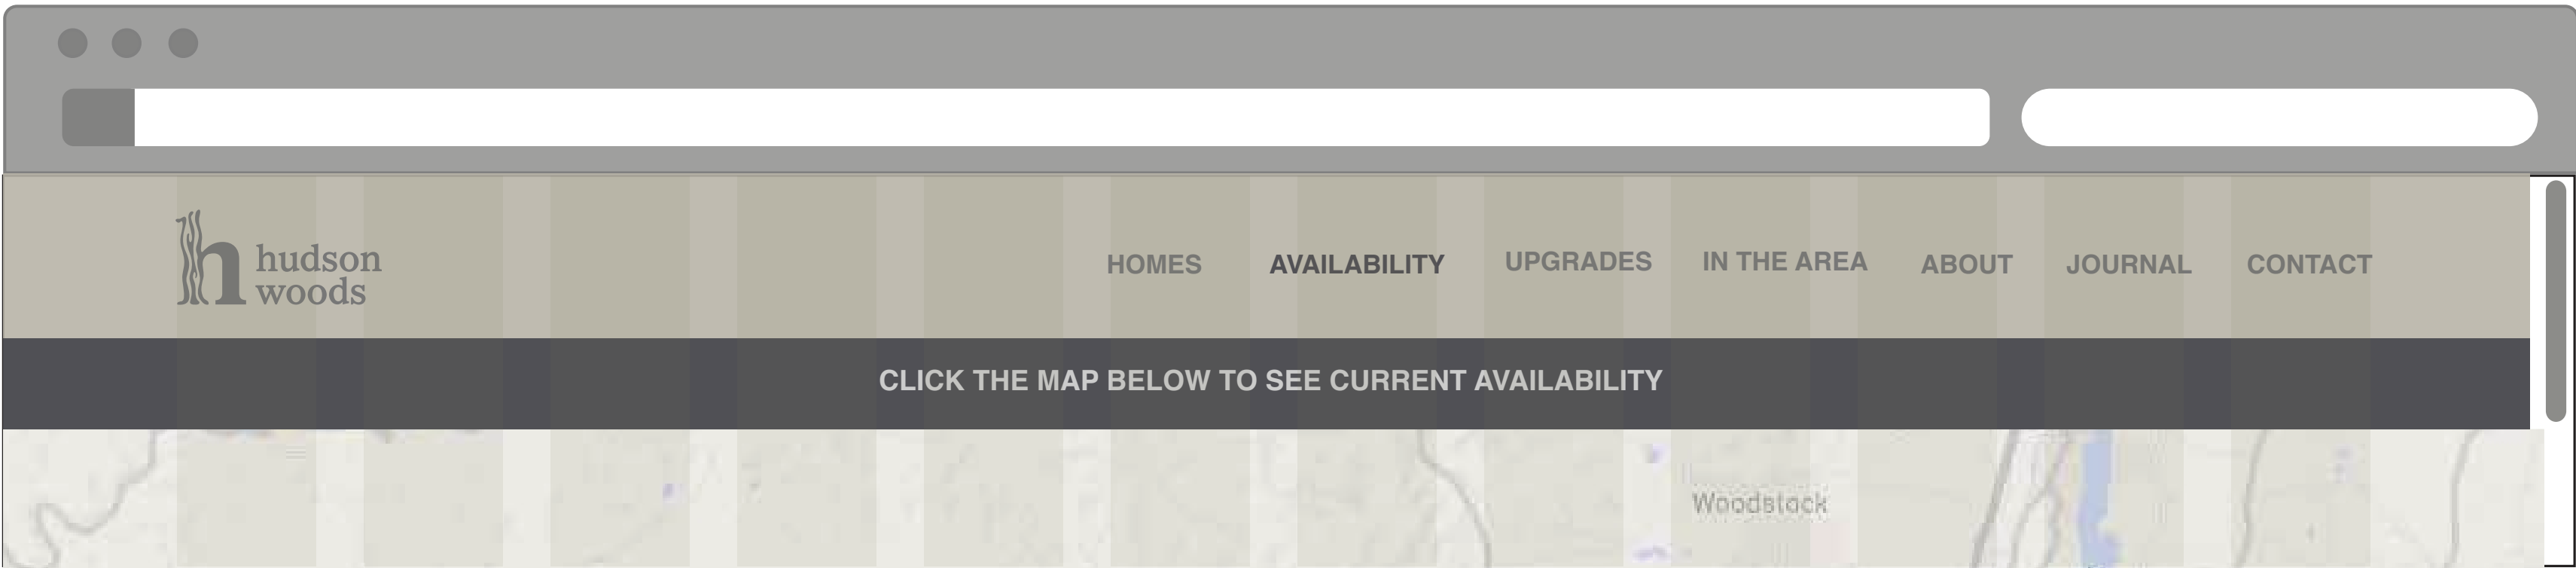 hudson
woods
HOMES AVAILABILITY UPGRADES IN THE AREA ABOUT JOURNAL CONTACT
CLICK THE MAP BELOW TO SEE CURRENT AVAILABILITY
Woodstock